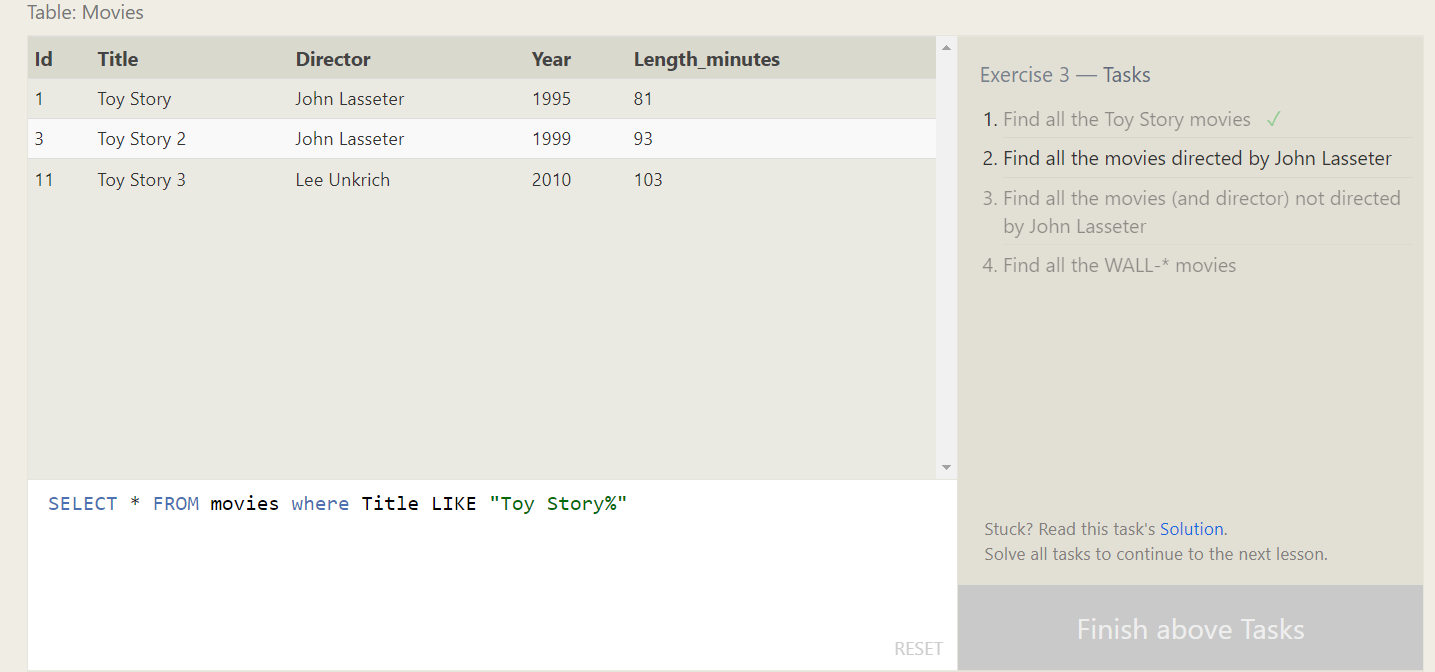 Table: Movies
Id Title Director Year Length_minutes
1 Toy Story John Lasseter 1995 81
3 Toy Story 2 John Lasseter 1999 93
11 Toy Story 3 Lee Unkrich 2010 103
SELECT * FROM movies where Title LIKE "Toy Story%"
RESET
Exercise 3 — Tasks
1. Find all the Toy Story movies ✓
2. Find all the movies directed by John Lasseter
3. Find all the movies (and director) not directed
by John Lasseter
4. Find all the WALL-* movies
Stuck? Read this task's Solution.
Solve all tasks to continue to the next lesson.
Finish above Tasks